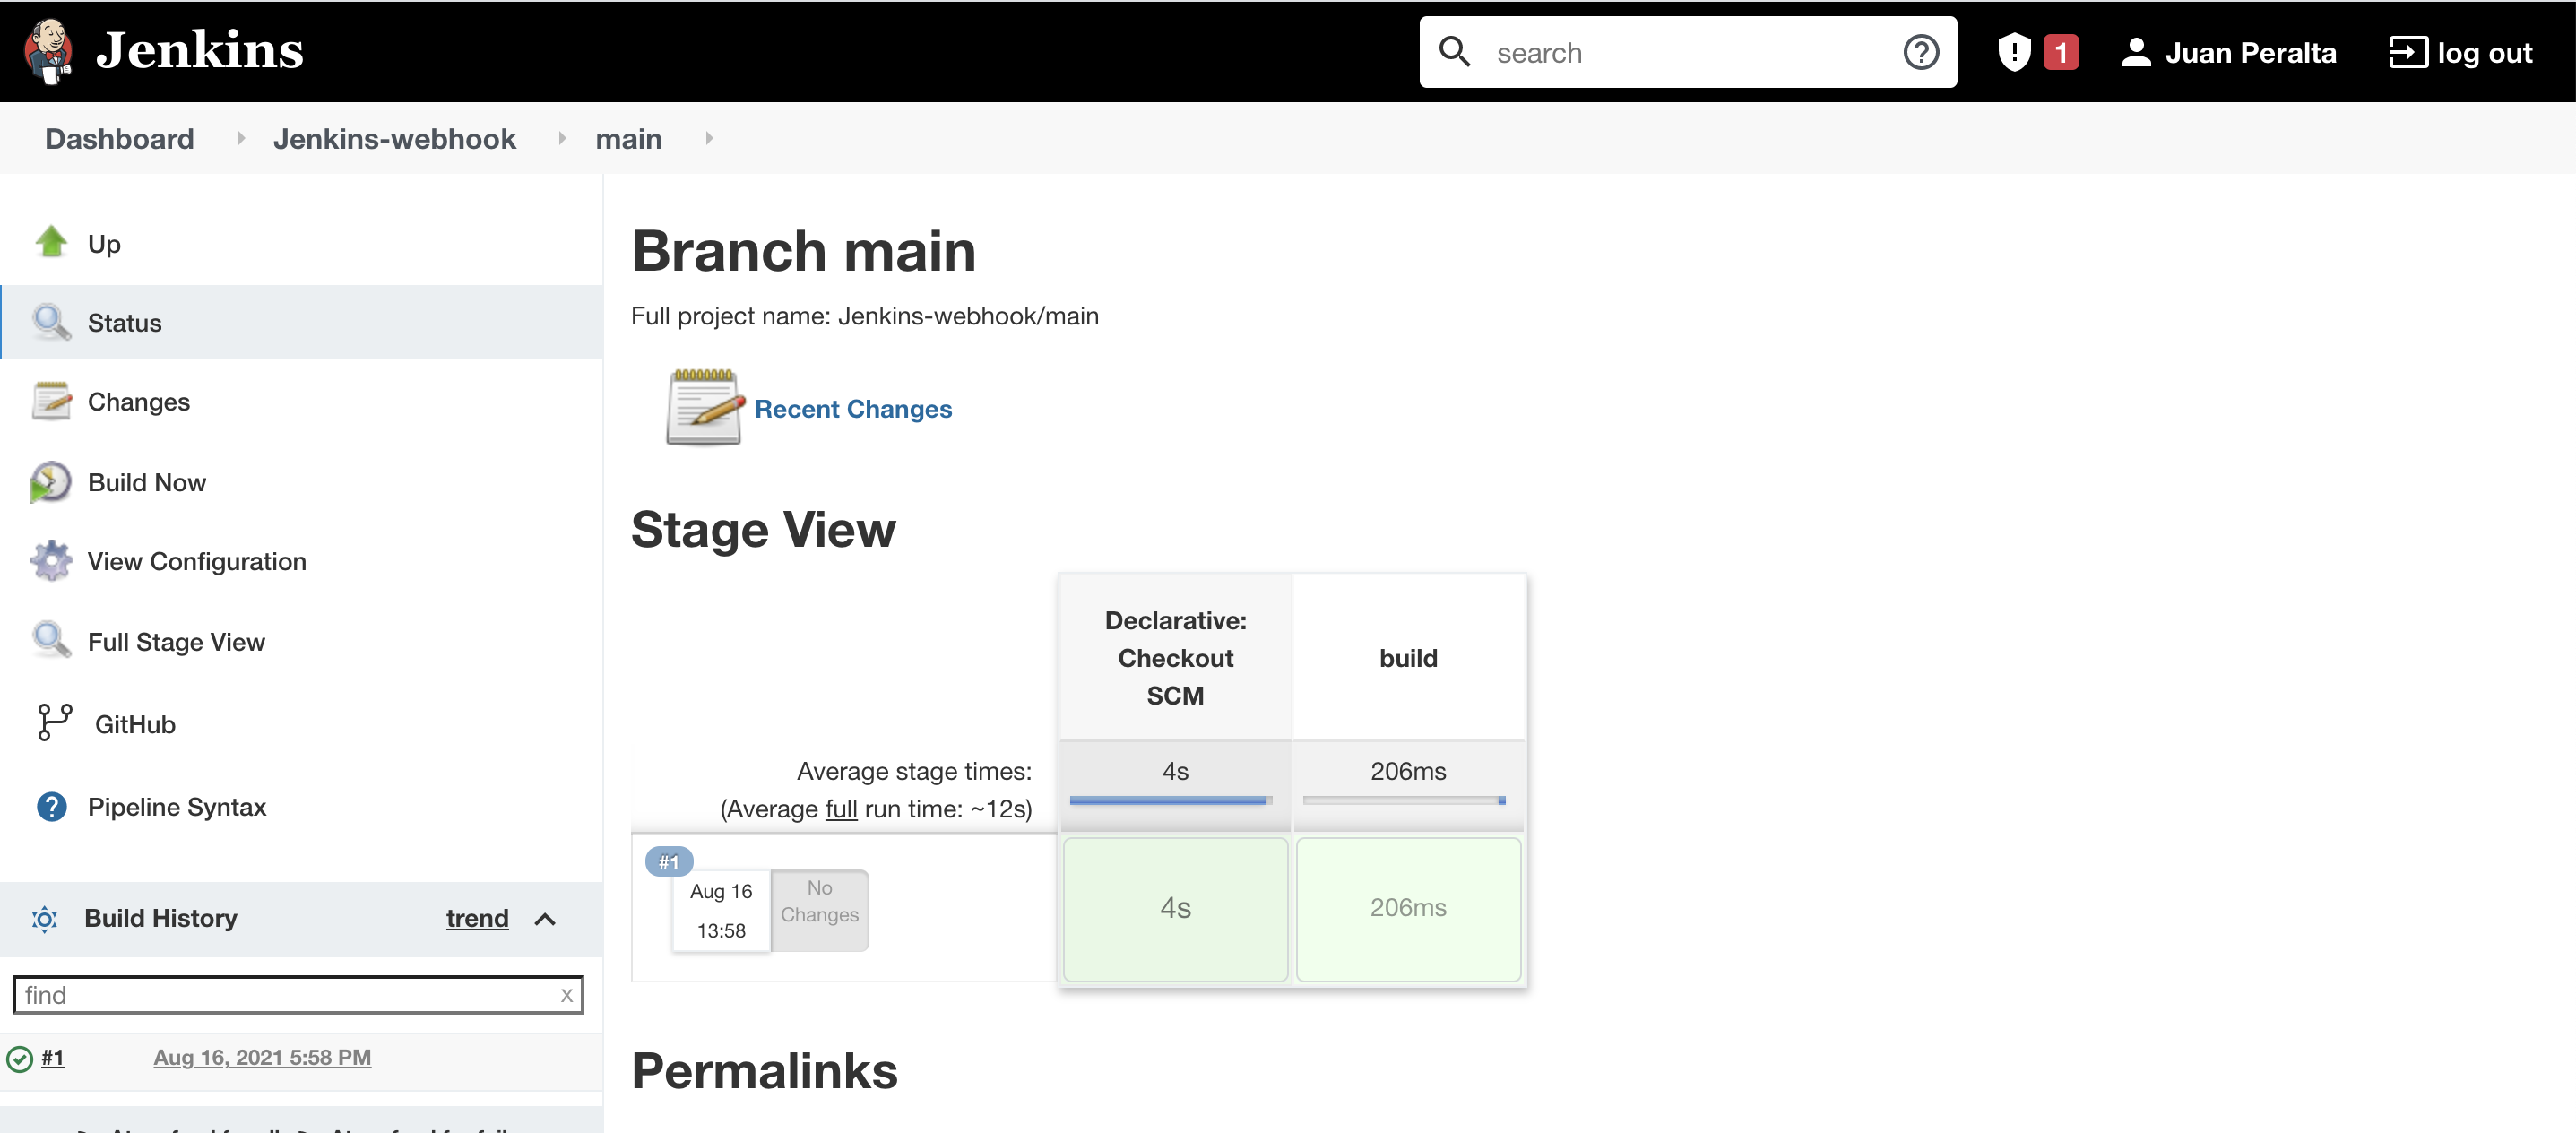 Jenkins
search
1
Juan Peralta
log out
Dashboard
Jenkins-webhook
main
Up
Status
Changes
Build Now
View Configuration
Full Stage View
GitHub
Pipeline Syntax
Build History
trend
find
x
#1
Aug 16, 2021 5:58 PM
Branch main
Full project name: Jenkins-webhook/main
Recent Changes
Stage View
Declarative:
Checkout
SCM
build
Average stage times:
(Average full run time: ~12s)
4s
206ms
#1
Aug 16
13:58
No
Changes
4s
206ms
Permalinks